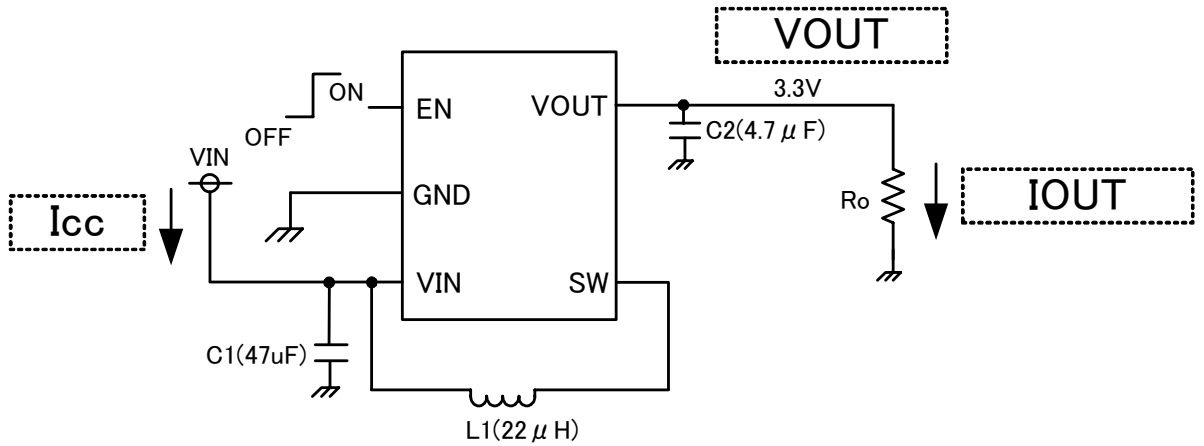 VOUT
3.3V
ON
OFF
EN
VOUT
C2(4.7μF)
VIN
GND
Icc
Ro
IOUT
VIN
SW
C1(47uF)
L1(22μH)